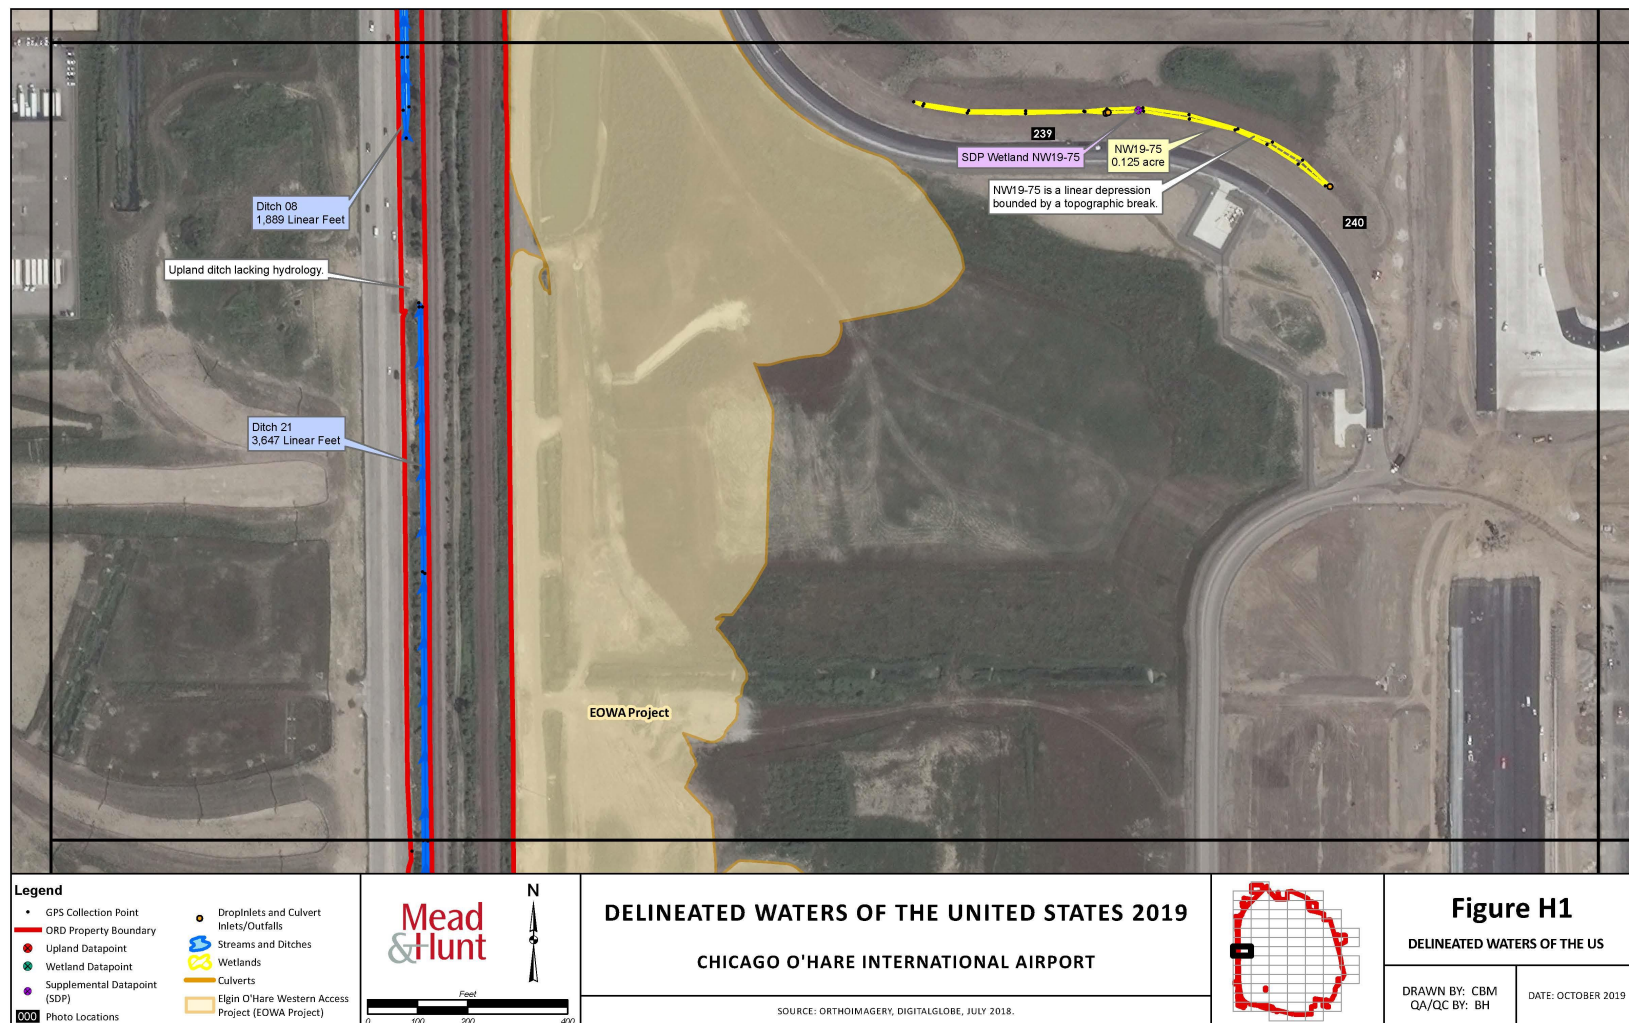 239
SDP Wetland NW19-75
NW19-75
0.125 acre
NW19-75 is a linear depression
bounded by a topographic break.
240
Ditch 08
1,889 Linear Feet
Upland ditch lacking hydrology.
Ditch 21
3,647 Linear Feet
EOWA Project
Legend
GPS Collection Point
ORD Property Boundary
Upland Datapoint
Wetland Datapoint
Supplemental Datapoint
(SDP)
000 Photo Locations
DropInlets and Culvert
Inlets/Outfalls
Streams and Ditches
Wetlands
Culverts
Elgin O'Hare Western Access
Project (EOWA Project)
Mead
&Hunt
N
Feet
0 100 200 400
DELINEATED WATERS OF THE UNITED STATES 2019
CHICAGO O'HARE INTERNATIONAL AIRPORT
SOURCE: ORTHOIMAGERY, DIGITALGLOBE, JULY 2018.
Figure H1
DELINEATED WATERS OF THE US
DRAWN BY: CBM
QA/QC BY: BH
DATE: OCTOBER 2019